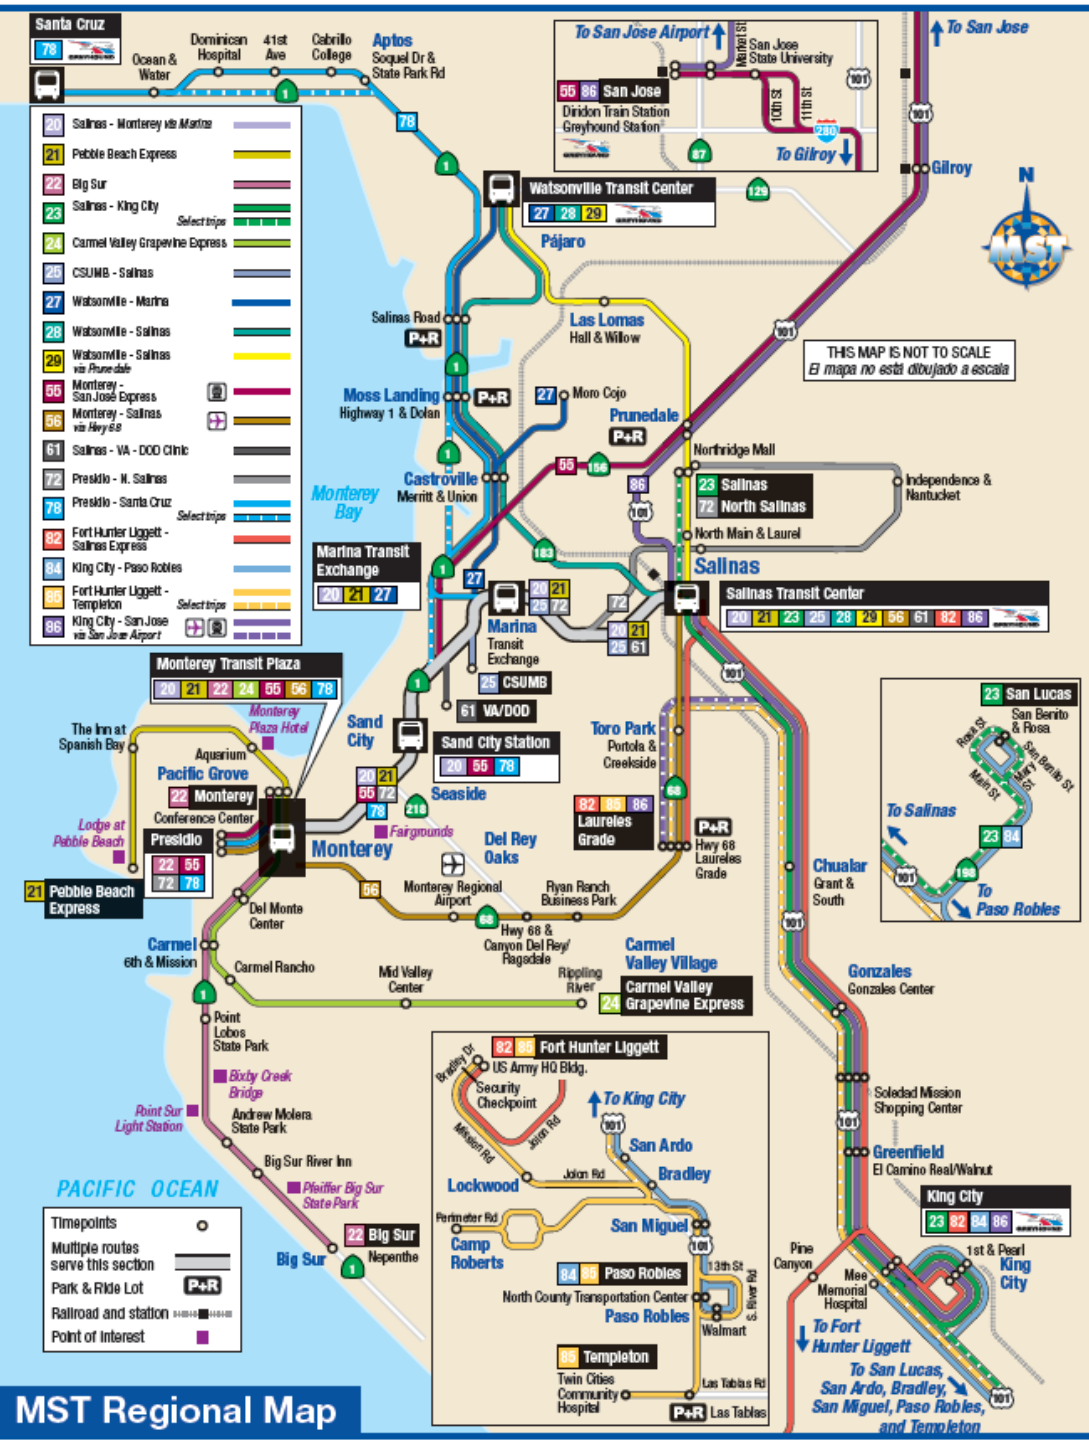 Santa Cruz
78
GREYHOUND
Ocean &
Water
Dominican
Hospital
41st
Ave
Cabrillo
College
Aptos
Soquel Dr &
State Park Rd
1
78
1
20 Salinas - Monterey via Marina
21 Pebble Beach Express
22 Big Sur
23 Salinas - King City
Select trips
24 Carmel Valley Grapevine Express
25 CSUMB - Salinas
27 Watsonville - Marina
28 Watsonville - Salinas
29 Watsonville - Salinas
via Prunedale
55 Monterey -
San José Express
56 Monterey - Salinas
via Hwy 68
61 Salinas - VA - DOD Clinic
72 Presidio - N. Salinas
78 Presidio - Santa Cruz
Select trips
82 Fort Hunter Liggett -
Salinas Express
84 King City - Paso Robles
85 Fort Hunter Liggett -
Templeton
Select trips
86 King City - San Jose
via San Jose Airport
To San Jose Airport
Market St
San Jose
State University
101
55 86 San Jose
Diridon Train Station
Greyhound Station
GREYHOUND
10th St
11th St
280
87
To Gilroy
To San Jose
101
Gilroy
129
N
MST
Watsonville Transit Center
27 28 29
Pájaro
Salinas Road
P+R
Las Lomas
Hall & Willow
101
THIS MAP IS NOT TO SCALE
El mapa no está dibujado a escala
1
Moss Landing
Highway 1 & Dolan
P+R
27
Moro Cojo
Prunedale
P+R
1
55
156
Northridge Mall
Castroville
Merritt & Union
Monterey
Bay
86
101
23 Salinas
72 North Salinas
Independence &
Nantucket
North Main & Laurel
183
Salinas
Marina Transit
Exchange
20 21 27
1
27
20 21
25 72
72
20 21
25 61
Salinas Transit Center
20 21 23 25 28 29 56 61 82 86
Marina
Transit
Exchange
25 CSUMB
61 VA/DOD
101
1
Monterey Transit Plaza
20 21 22 24 55 56 78
Monterey
Plaza Hotel
The Inn at
Spanish Bay
Aquarium
Sand
City
Sand City Station
20 55 78
Toro Park
Portola &
Creekside
23 San Lucas
San Benito
& Rosa
Rosa St
San Benito St
Main St
Mary St
To Salinas
23 84
198
101
To
Paso Robles
Pacific Grove
22 Monterey
Conference Center
20 21
55 72
78
218
Seaside
Fairgrounds
68
82 85 86
Laureles
Grade
P+R
Hwy 68
Laureles
Grade
Lodge at
Pebble Beach
Presidio
22 55
72 78
Monterey
Del Rey
Oaks
21 Pebble Beach
Express
56
Monterey Regional
Airport
68
Ryan Ranch
Business Park
Hwy 68 &
Canyon Del Rey/
Ragsdale
Chualar
Grant &
South
101
Del Monte
Center
Carmel
6th & Mission
Carmel Rancho
Mid Valley
Center
Rippling
River
Carmel
Valley Village
24 Carmel Valley
Grapevine Express
Gonzales
Gonzales Center
1
Point
Lobos
State Park
Bixby Creek
Bridge
Point Sur
Light Station
Andrew Molera
State Park
Big Sur River Inn
Pfeiffer Big Sur
State Park
22 Big Sur
Nepenthe
Big Sur
1
PACIFIC OCEAN
82 85 Fort Hunter Liggett
US Army HQ Bldg.
Bradley Dr
Security
Checkpoint
Mission Rd
Jolon Rd
To King City
101
San Ardo
Bradley
Jolon Rd
Lockwood
Perimeter Rd
Camp
Roberts
San Miguel
101
84 85 Paso Robles
13th St
S. River Rd
North County Transportation Center
Paso Robles
Walmart
85 Templeton
Twin Cities
Community
Hospital
Las Tablas Rd
P+R Las Tablas
Soledad Mission
Shopping Center
101
Greenfield
El Camino Real/Walnut
King City
23 82 84 86
Pine
Canyon
1st & Pearl
King
City
Mee
Memorial
Hospital
To Fort
Hunter Liggett
101
To San Lucas,
San Ardo, Bradley,
San Miguel, Paso Robles,
and Templeton
Timepoints
Multiple routes
serve this section
Park & Ride Lot P+R
Railroad and station
Point of Interest
MST Regional Map